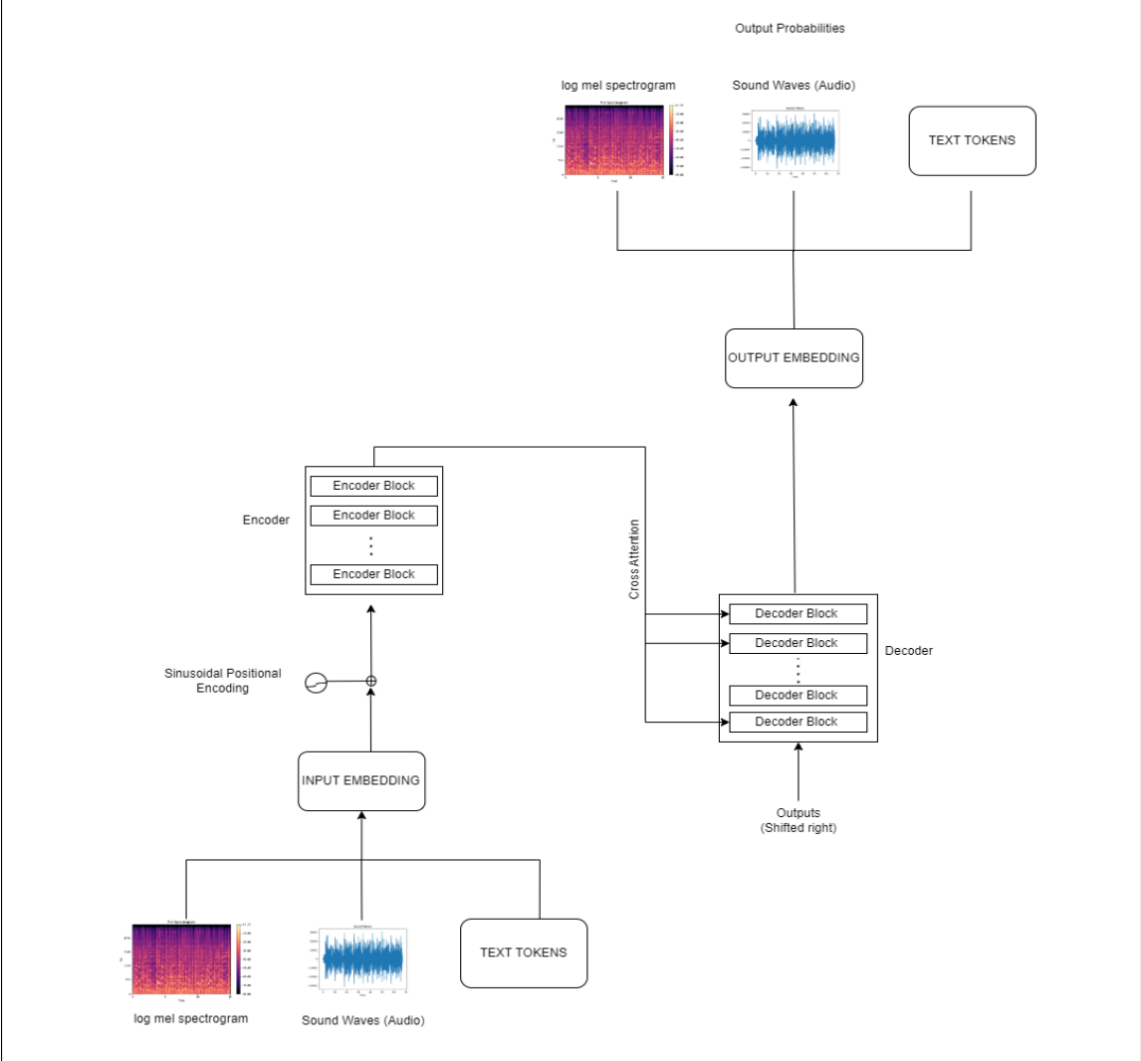 Output Probabilities
log mel spectrogram
Sound Waves (Audio)
TEXT TOKENS
OUTPUT EMBEDDING
Encoder
Encoder Block
Encoder Block
Encoder Block
Cross Attention
Decoder Block
Decoder Block
Decoder Block
Decoder Block
Decoder
Sinusoidal Positional
Encoding
INPUT EMBEDDING
Outputs
(Shifted right)
TEXT TOKENS
log mel spectrogram
Sound Waves (Audio)